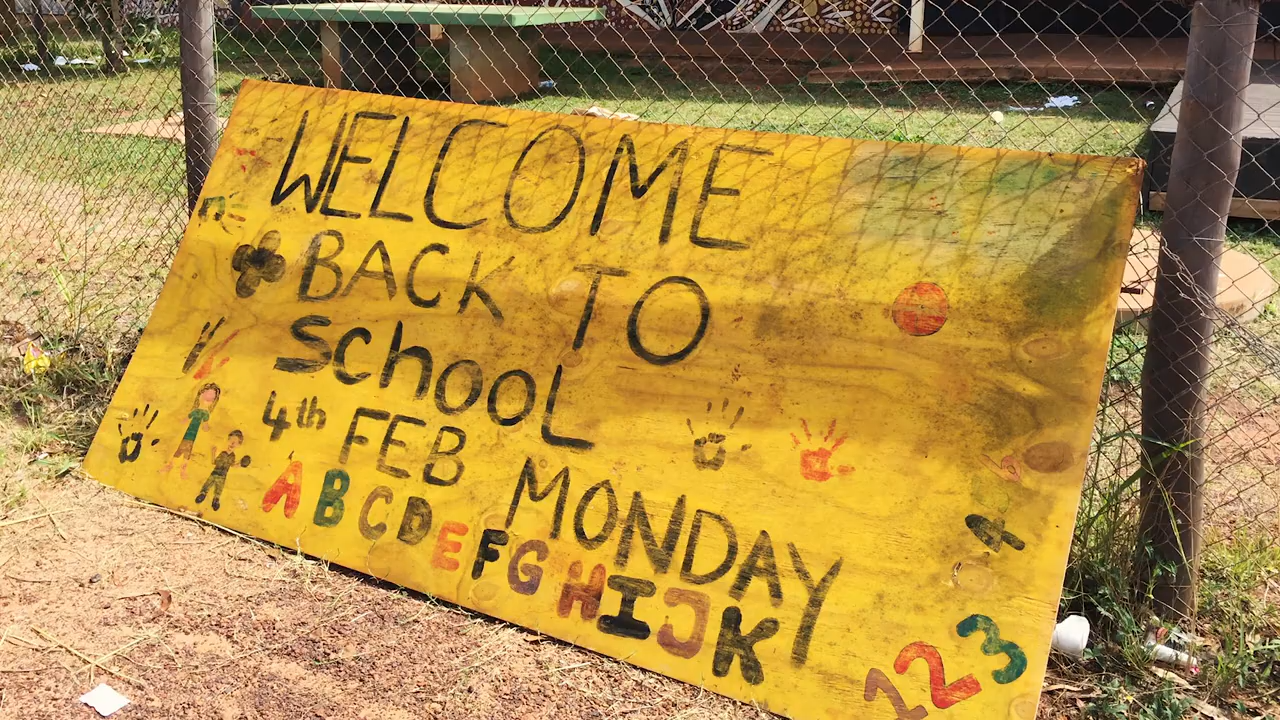 WELCOME
BACK TO
SchooL
4th FEB MONDAY
ABCDEFGHIJK
123